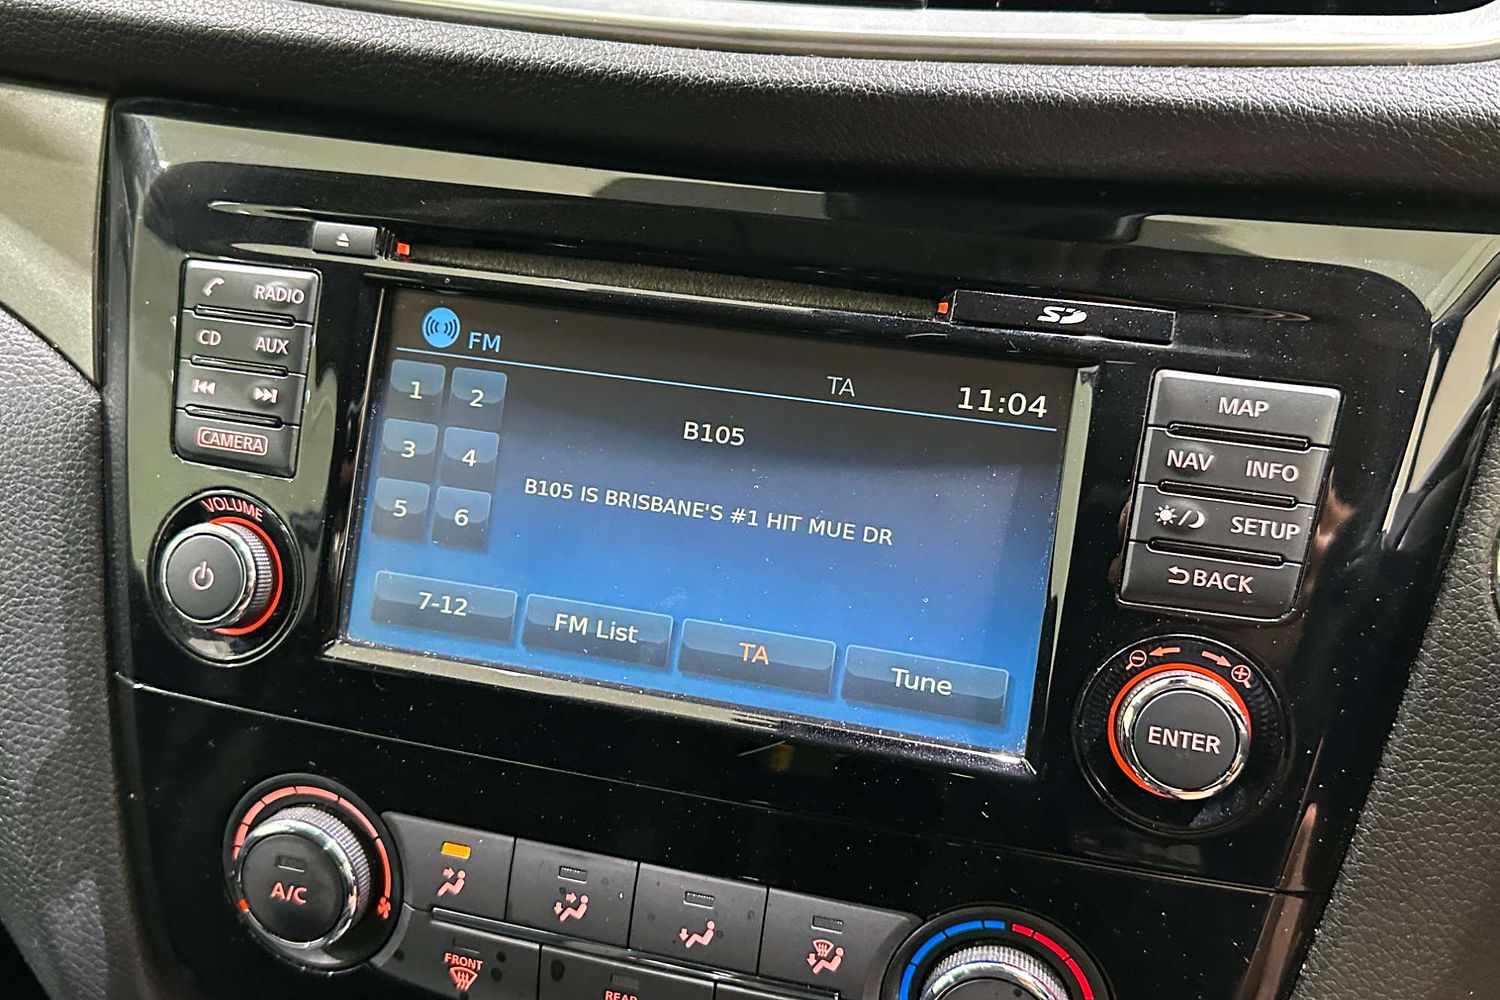 RADIO
CD AUX
CAMERA
VOLUME
FM
TA 11:04
1 2
3 4
5 6
B105
B105 IS BRISBANE'S #1 HIT MUE DR
7-12 FM List TA Tune
SD
MAP
NAV INFO
SETUP
BACK
ENTER
A/C
FRONT
REAR